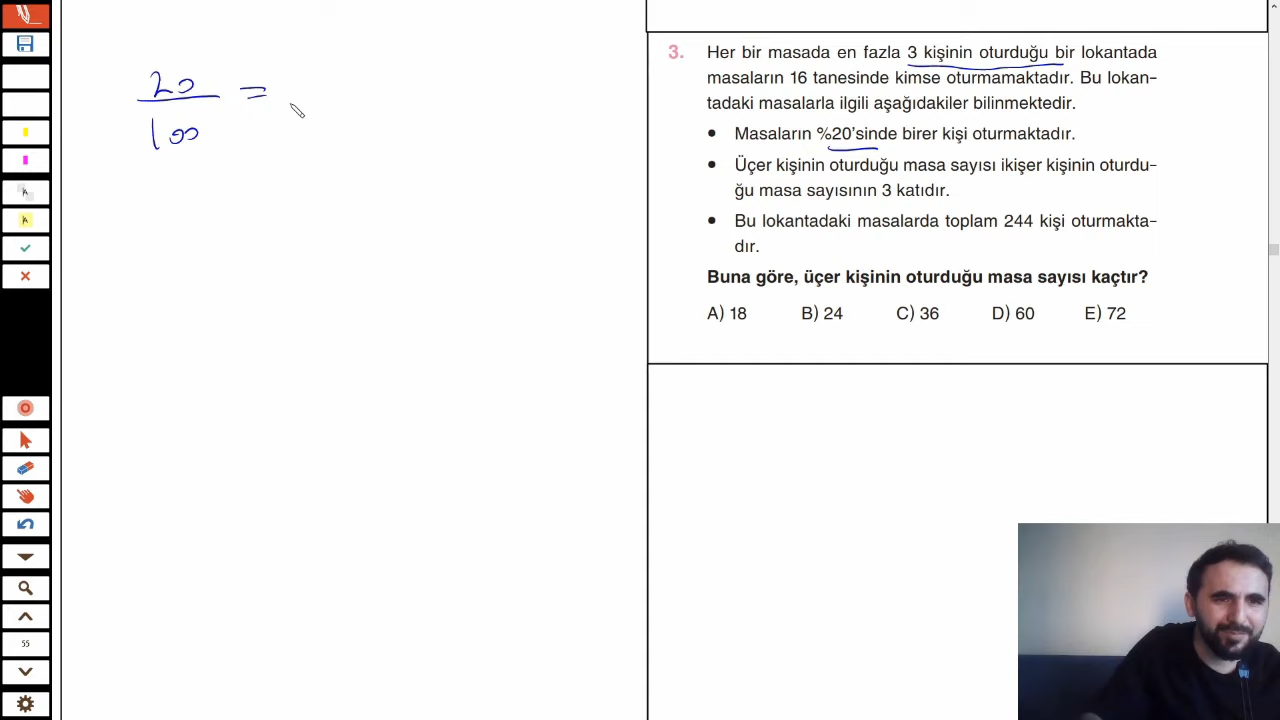 20
100
=
3. Her bir masada en fazla 3 kişinin oturduğu bir lokantada
masaların 16 tanesinde kimse oturmamaktadır. Bu lokan-
tadaki masalarla ilgili aşağıdakiler bilinmektedir.
• Masaların %20'sinde birer kişi oturmaktadır.
• Üçer kişinin oturduğu masa sayısı ikişer kişinin oturdu-
ğu masa sayısının 3 katıdır.
• Bu lokantadaki masalarda toplam 244 kişi oturmakta-
dır.
Buna göre, üçer kişinin oturduğu masa sayısı kaçtır?
A) 18 B) 24 C) 36 D) 60 E) 72
A
A
55